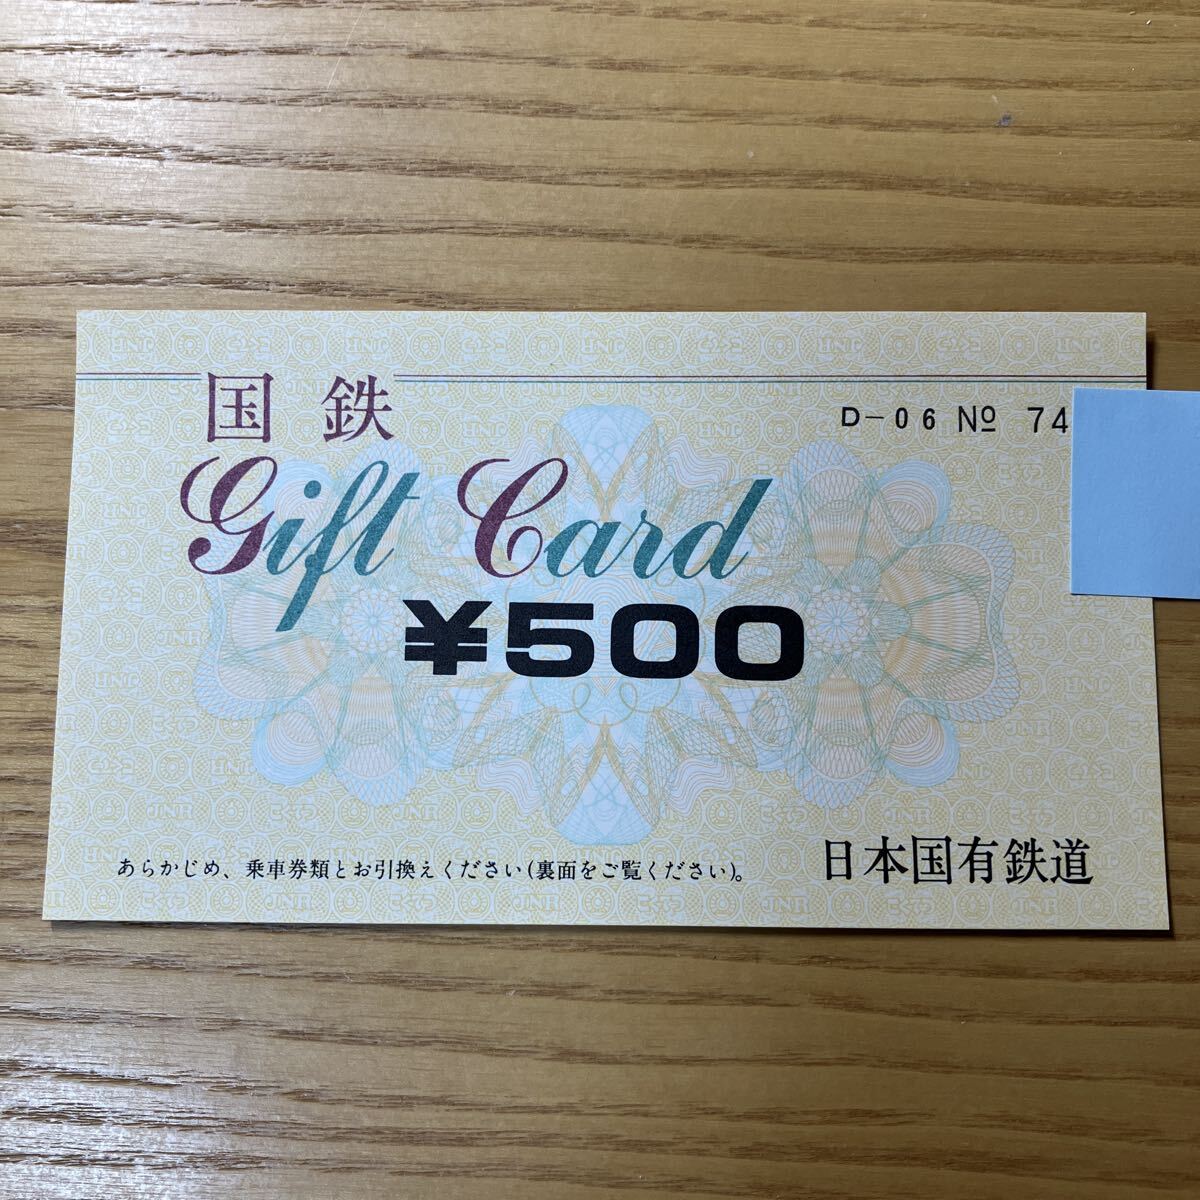 国鉄
D-06 № 74
Gift Card
¥500
あらかじめ、乗車券類とお引換えください(裏面をご覧ください)。
日本国有鉄道